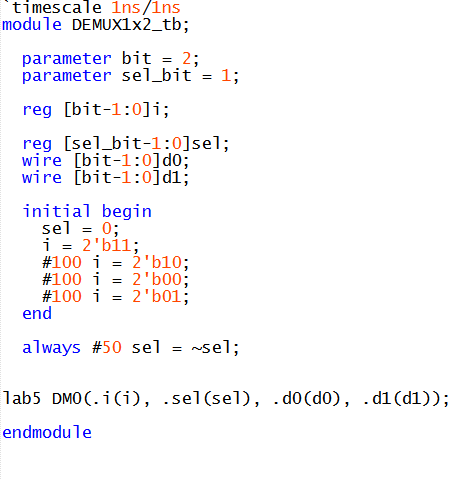 `timescale 1ns/1ns
module DEMUX1x2_tb;
parameter bit = 2;
parameter sel_bit = 1;
reg [bit-1:0]i;
reg [sel_bit-1:0]sel;
wire [bit-1:0]d0;
wire [bit-1:0]d1;
initial begin
sel = 0;
i = 2'b11;
#100 i = 2'b10;
#100 i = 2'b00;
#100 i = 2'b01;
end
always #50 sel = ~sel;
lab5 DM0(.i(i), .sel(sel), .d0(d0), .d1(d1));
endmodule